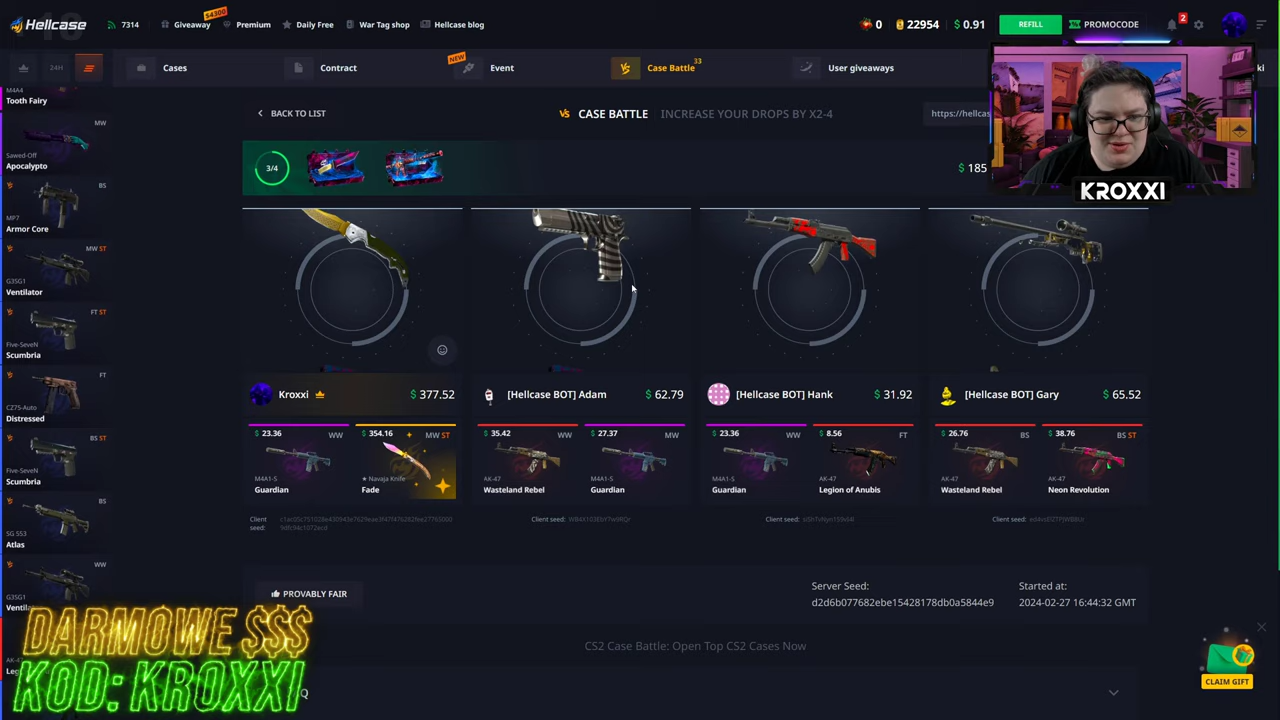 Hellcase
7314
Giveaway
$4300
Premium
Daily Free
War Tag shop
Hellcase blog
0
22954
$ 0.91
REFILL
PROMOCODE
2
24H
Cases
Contract
NEW
Event
Case Battle 33
User giveaways
BACK TO LIST
CASE BATTLE
INCREASE YOUR DROPS BY X2-4
https://hellcas
3/4
$ 185
KROXXI
M4A4
Tooth Fairy
MW
Sawed-Off
Apocalypto
BS
MP7
Armor Core
MW ST
G3SG1
Ventilator
FT ST
Five-SeveN
Scumbria
FT
CZ75-Auto
Distressed
BS ST
Five-SeveN
Scumbria
BS
SG 553
Atlas
WW
G3SG1
Ventila
AK-47
Leg
Kroxxi
$ 377.52
[Hellcase BOT] Adam
$ 62.79
[Hellcase BOT] Hank
$ 31.92
[Hellcase BOT] Gary
$ 65.52
$ 23.36
WW
M4A1-S
Guardian
$ 354.16
MW ST
★ Navaja Knife
Fade
$ 35.42
WW
AK-47
Wasteland Rebel
$ 27.37
MW
M4A1-S
Guardian
$ 23.36
WW
M4A1-S
Guardian
$ 8.56
FT
AK-47
Legion of Anubis
$ 26.76
BS
AK-47
Wasteland Rebel
$ 38.76
BS ST
AK-47
Neon Revolution
Client seed:
Client seed:
Client seed:
Client seed:
PROVABLY FAIR
Server Seed:
d2d6b077682ebe15428178db0a5844e9
Started at:
2024-02-27 16:44:32 GMT
CS2 Case Battle: Open Top CS2 Cases Now
Q
CLAIM GIFT
DARMOWE $$$
KOD: KROXXI